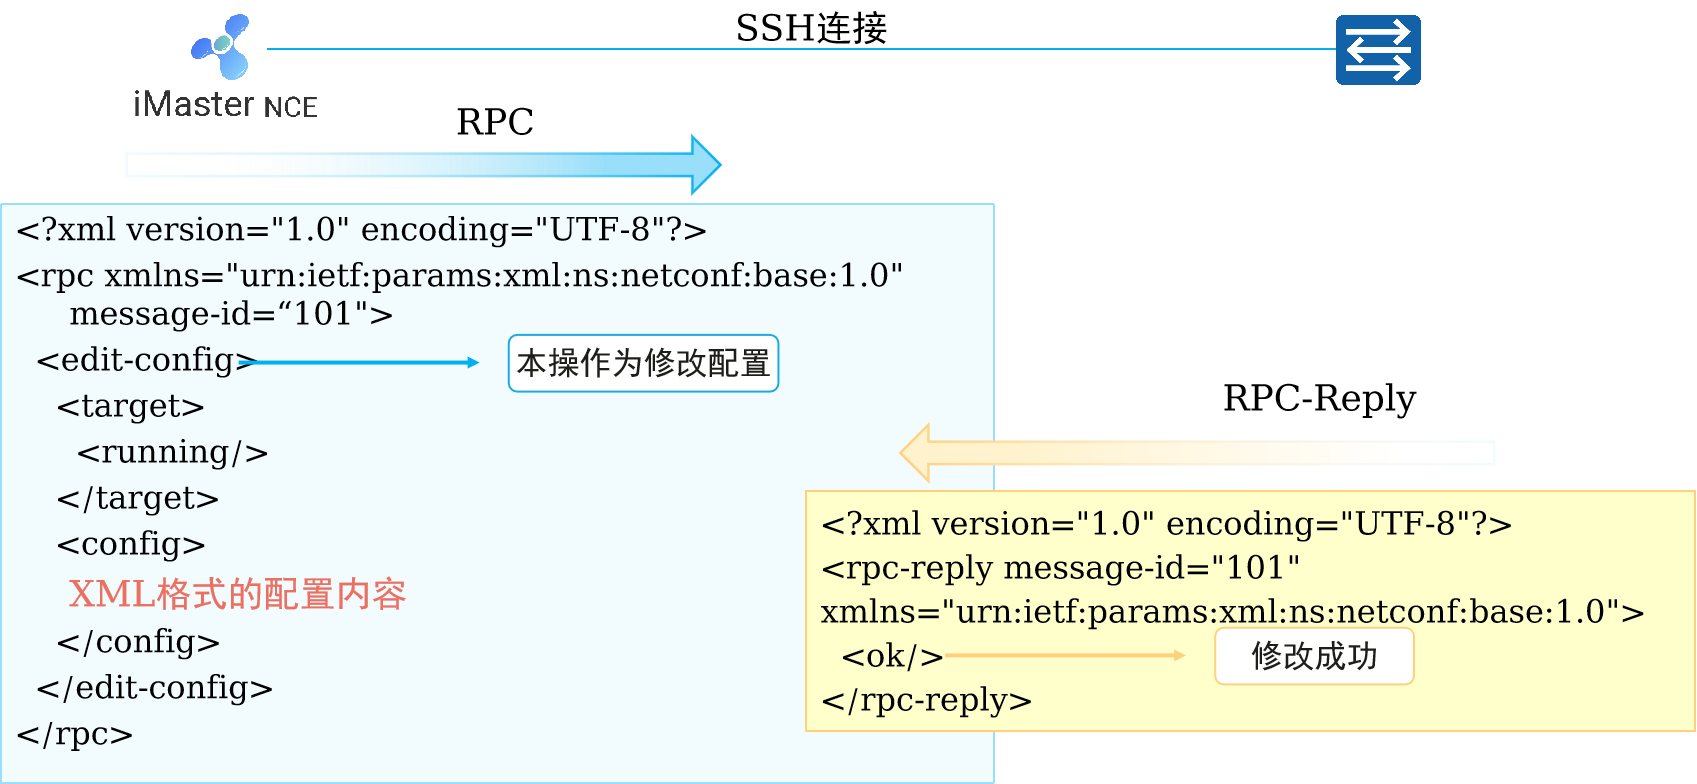 SSH连接
iMaster NCE
RPC
<?xml version="1.0" encoding="UTF-8"?>
<rpc xmlns="urn:ietf:params:xml:ns:netconf:base:1.0"
message-id=“101">
<edit-config>
本操作为修改配置
<target>
<running/>
</target>
<config>
XML格式的配置内容
</config>
</edit-config>
</rpc>
RPC-Reply
<?xml version="1.0" encoding="UTF-8"?>
<rpc-reply message-id="101"
xmlns="urn:ietf:params:xml:ns:netconf:base:1.0">
<ok/>
修改成功
</rpc-reply>